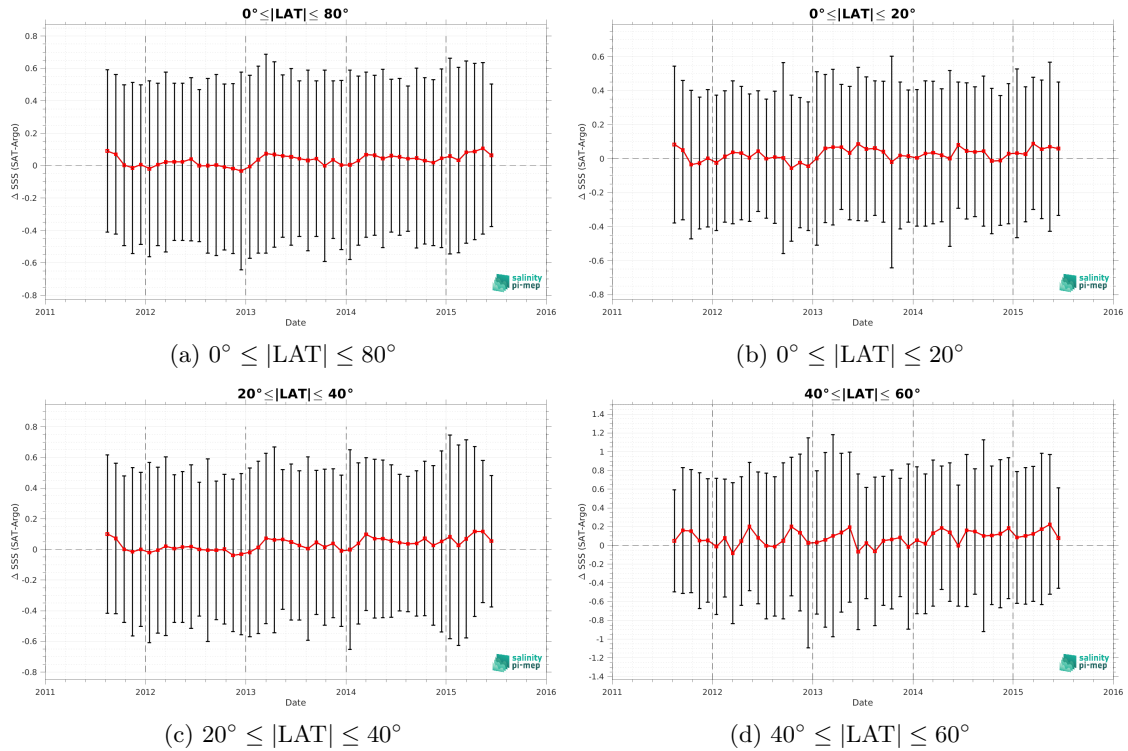 0°≤|LAT|≤ 80°
0.8
0.6
0.4
0.2
0
-0.2
-0.4
-0.6
-0.8
Δ SSS (SAT-Argo)
salinity
pi-mep
2011 2012 2013 2014 2015 2016
Date
(a) 0° ≤ |LAT| ≤ 80°
0°≤|LAT|≤ 20°
0.6
0.4
0.2
0
-0.2
-0.4
-0.6
-0.8
Δ SSS (SAT-Argo)
salinity
pi-mep
2011 2012 2013 2014 2015 2016
Date
(b) 0° ≤ |LAT| ≤ 20°
20°≤|LAT|≤ 40°
0.8
0.6
0.4
0.2
0
-0.2
-0.4
-0.6
-0.8
Δ SSS (SAT-Argo)
salinity
pi-mep
2011 2012 2013 2014 2015 2016
Date
(c) 20° ≤ |LAT| ≤ 40°
40°≤|LAT|≤ 60°
1.4
1.2
1
0.8
0.6
0.4
0.2
0
-0.2
-0.4
-0.6
-0.8
-1
-1.2
-1.4
Δ SSS (SAT-Argo)
salinity
pi-mep
2011 2012 2013 2014 2015 2016
Date
(d) 40° ≤ |LAT| ≤ 60°